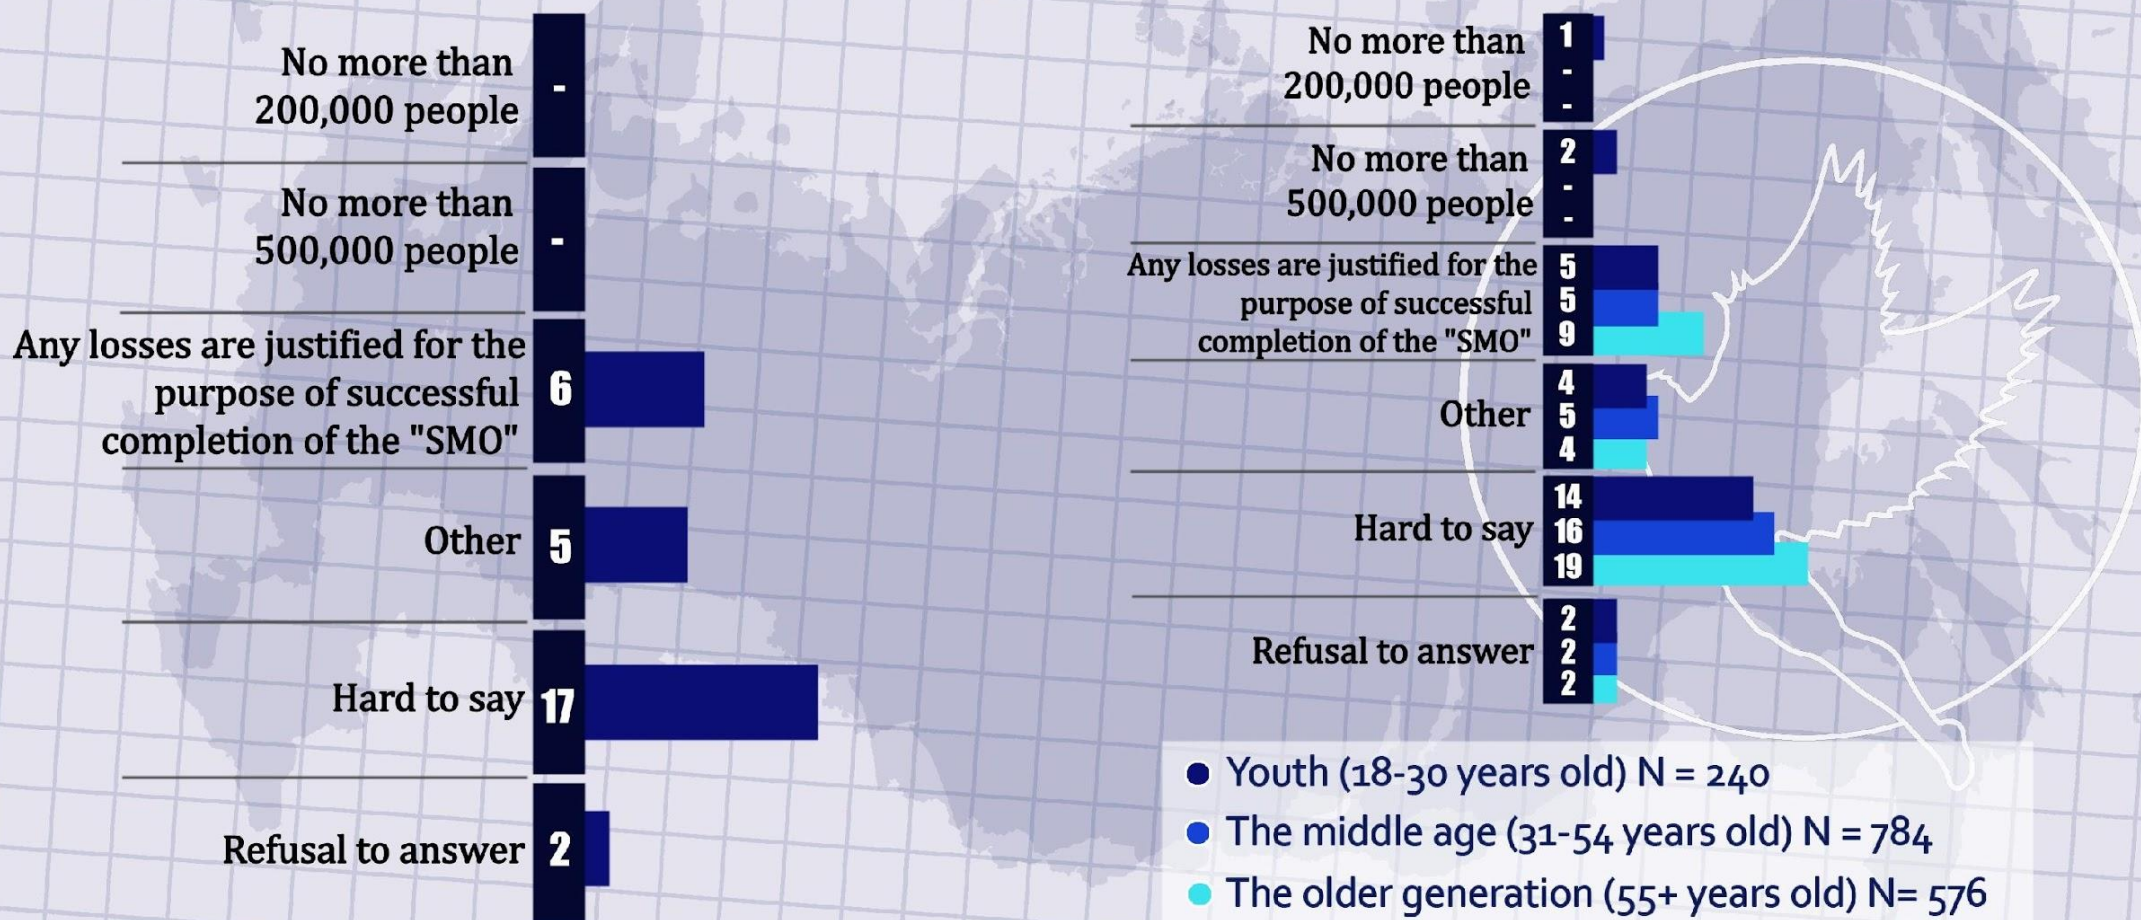 No more than
200,000 people
-
No more than
500,000 people
-
Any losses are justified for the
purpose of successful
completion of the "SMO"
6
Other
5
Hard to say
17
Refusal to answer
2
No more than
200,000 people
1
-
-
No more than
500,000 people
2
-
-
Any losses are justified for the
purpose of successful
completion of the "SMO"
5
5
9
Other
4
5
4
Hard to say
14
16
19
Refusal to answer
2
2
2
Youth (18-30 years old) N = 240
The middle age (31-54 years old) N = 784
The older generation (55+ years old) N= 576